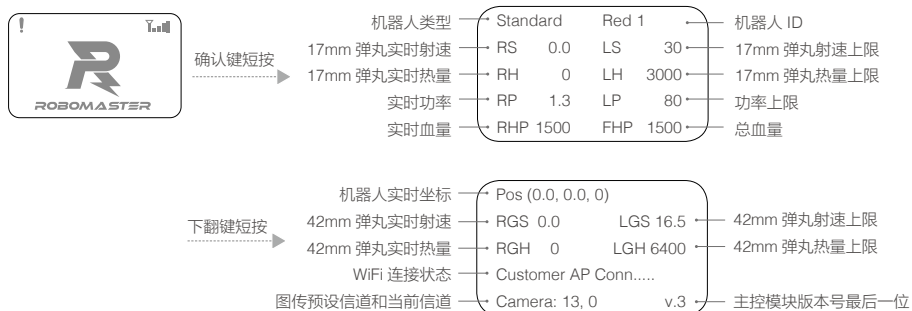 !
ROBOMASTER
确认键短按
机器人类型 Standard Red 1 机器人 ID
17mm 弹丸实时射速 RS 0.0 LS 30 17mm 弹丸射速上限
17mm 弹丸实时热量 RH 0 LH 3000 17mm 弹丸热量上限
实时功率 RP 1.3 LP 80 功率上限
实时血量 RHP 1500 FHP 1500 总血量
下翻键短按
机器人实时坐标 Pos (0.0, 0.0, 0)
42mm 弹丸实时射速 RGS 0.0 LGS 16.5 42mm 弹丸射速上限
42mm 弹丸实时热量 RGH 0 LGH 6400 42mm 弹丸热量上限
WiFi 连接状态 Customer AP Conn.....
图传预设信道和当前信道 Camera: 13, 0 v.3 主控模块版本号最后一位